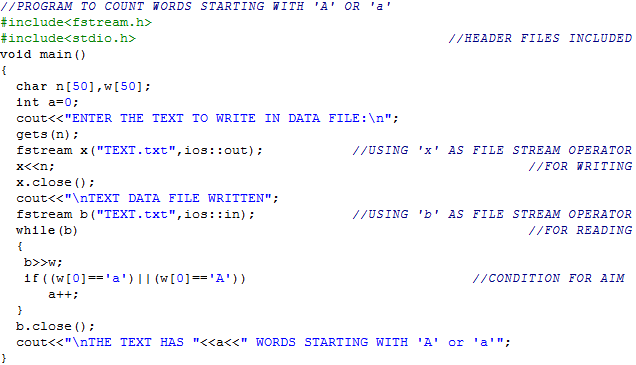 //PROGRAM TO COUNT WORDS STARTING WITH 'A' OR 'a'
#include<fstream.h>
#include<stdio.h> //HEADER FILES INCLUDED
void main()
{
char n[50],w[50];
int a=0;
cout<<"ENTER THE TEXT TO WRITE IN DATA FILE:\n";
gets(n);
fstream x("TEXT.txt",ios::out); //USING 'x' AS FILE STREAM OPERATOR
x<<n; //FOR WRITING
x.close();
cout<<"\nTEXT DATA FILE WRITTEN";
fstream b("TEXT.txt",ios::in); //USING 'b' AS FILE STREAM OPERATOR
while(b) //FOR READING
{
b>>w;
if((w[0]=='a')||(w[0]=='A')) //CONDITION FOR AIM
a++;
}
b.close();
cout<<"\nTHE TEXT HAS "<<a<<" WORDS STARTING WITH 'A' or 'a'";
}